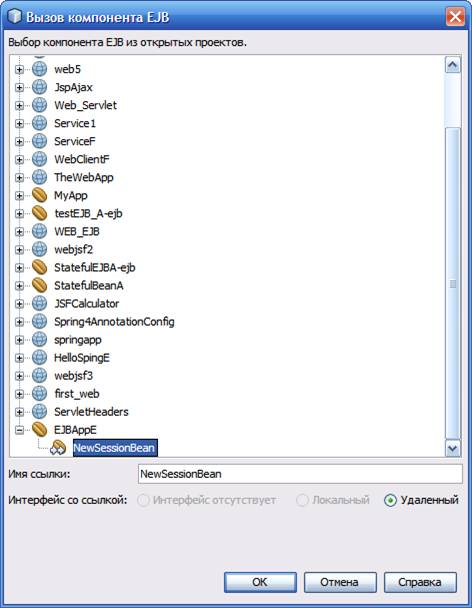 Вызов компонента EJB
Выбор компонента EJB из открытых проектов.
web5
JspAjax
Web_Servlet
Service1
ServiceF
WebClientF
TheWebApp
MyApp
testEJB_A-ejb
WEB_EJB
webjsf2
StatefulEJBA-ejb
StatefulBeanA
JSFCalculator
Spring4AnnotationConfig
springapp
HelloSpingE
webjsf3
first_web
ServletHeaders
EJBAppE
NewSessionBean
Имя ссылки: NewSessionBean
Интерфейс со ссылкой: Интерфейс отсутствует Локальный Удаленный
OK Отмена Справка